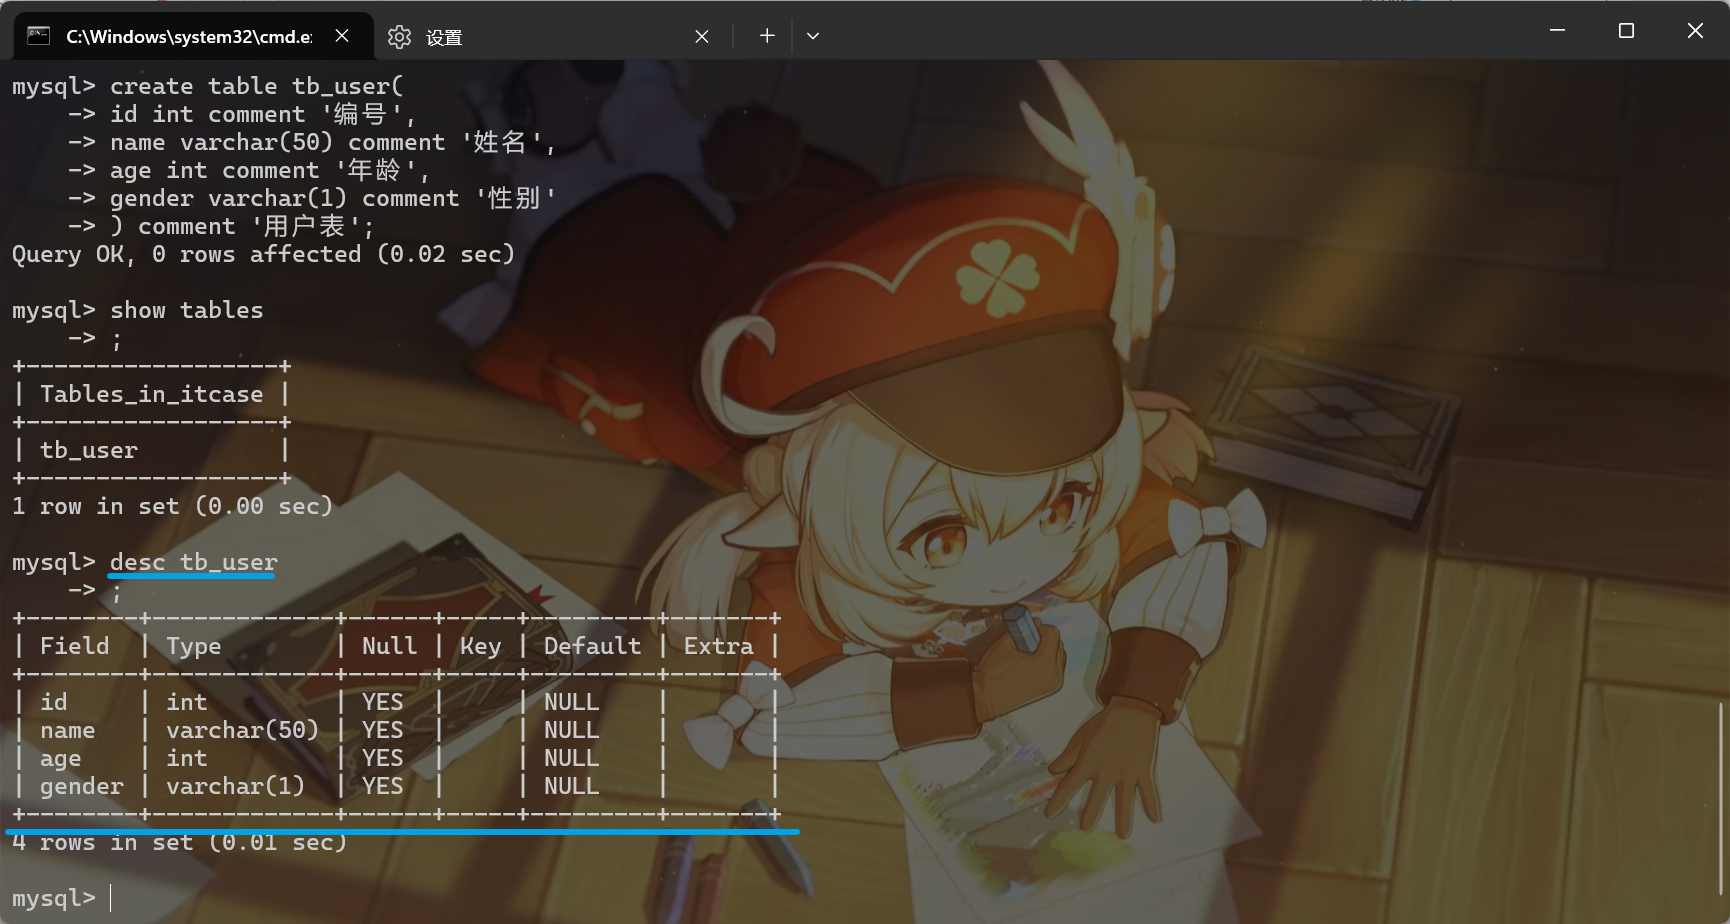 C:\Windows\system32\cmd.e
设置
mysql> create table tb_user(
    -> id int comment '编号',
    -> name varchar(50) comment '姓名',
    -> age int comment '年龄',
    -> gender varchar(1) comment '性别'
    -> ) comment '用户表';
Query OK, 0 rows affected (0.02 sec)
mysql> show tables
    -> ;
+------------------+
| Tables_in_itcase |
+------------------+
| tb_user          |
+------------------+
1 row in set (0.00 sec)
mysql> desc tb_user
    -> ;
+--------+-------------+------+-----+---------+-------+
| Field  | Type        | Null | Key | Default | Extra |
+--------+-------------+------+-----+---------+-------+
| id     | int         | YES  |     | NULL    |       |
| name   | varchar(50) | YES  |     | NULL    |       |
| age    | int         | YES  |     | NULL    |       |
| gender | varchar(1)  | YES  |     | NULL    |       |
+--------+-------------+------+-----+---------+-------+
4 rows in set (0.01 sec)
mysql>